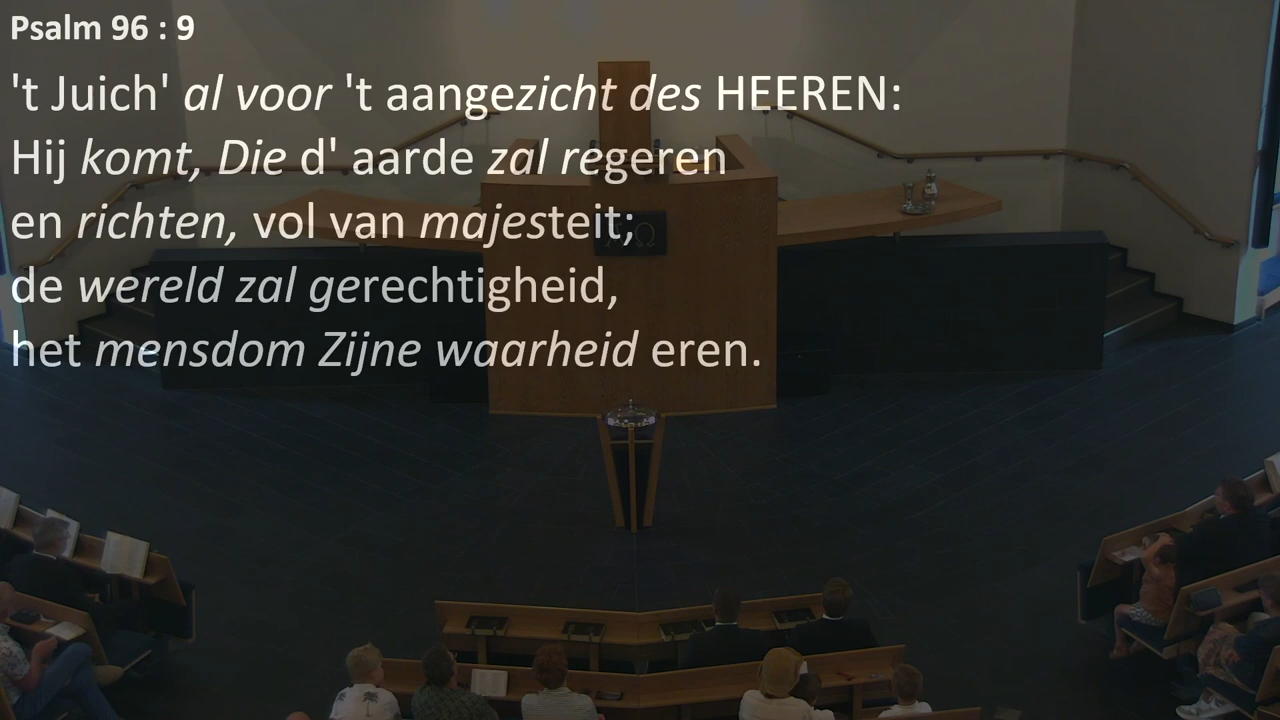 Psalm 96 : 9
't Juich' al voor 't aangezicht des HEEREN:
Hij komt, Die d' aarde zal regeren
en richten, vol van majesteit;
de wereld zal gerechtigheid,
het mensdom Zijne waarheid eren.
ΑΩ